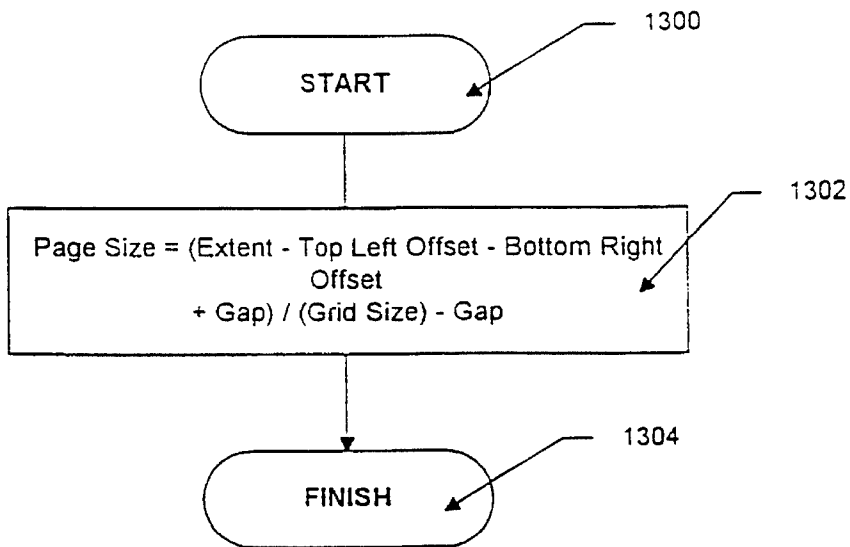 1300
START
1302
Page Size = (Extent - Top Left Offset - Bottom Right
Offset
+ Gap) / (Grid Size) - Gap
1304
FINISH